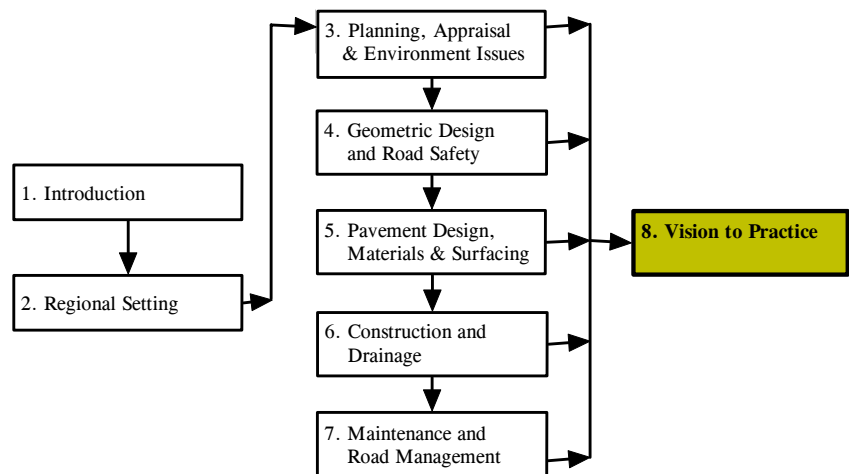 1. Introduction
2. Regional Setting
3. Planning, Appraisal
& Environment Issues
4. Geometric Design
and Road Safety
5. Pavement Design,
Materials & Surfacing
6. Construction and
Drainage
7. Maintenance and
Road Management
8. Vision to Practice